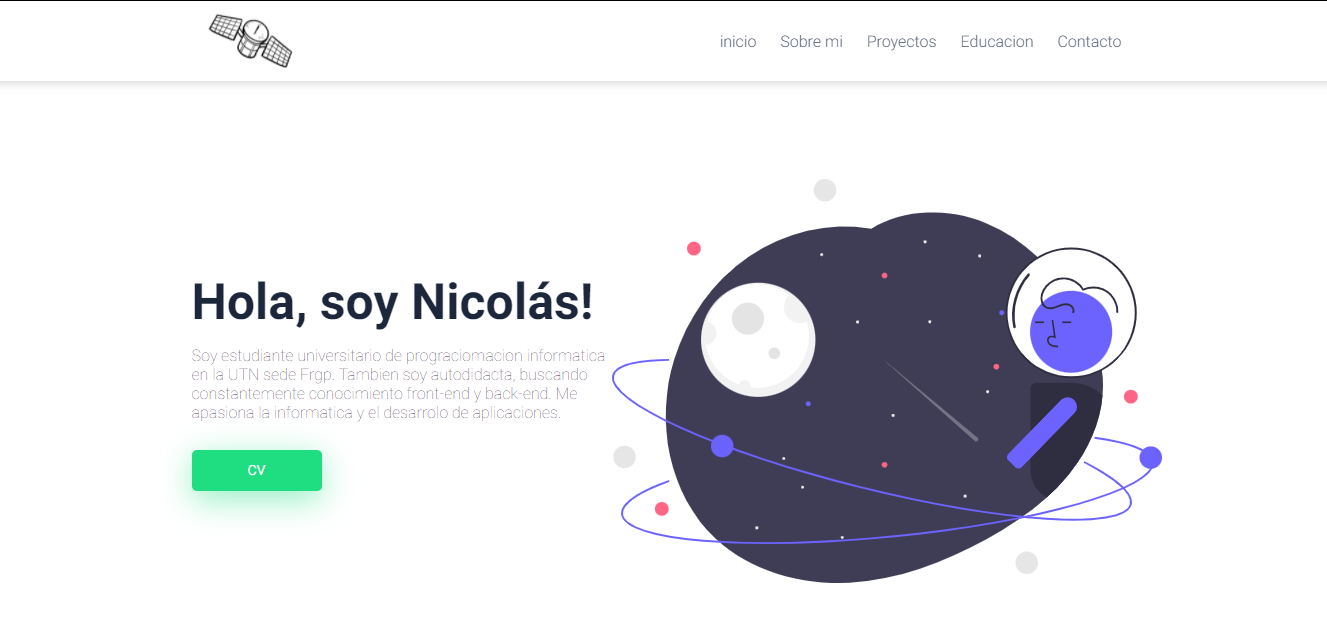 inicio Sobre mi Proyectos Educacion Contacto
Hola, soy Nicolás!
Soy estudiante universitario de prograciomacion informatica
en la UTN sede Frgp. Tambien soy autodidacta, buscando
constantemente conocimiento front-end y back-end. Me
apasiona la informatica y el desarrolo de aplicaciones.
CV